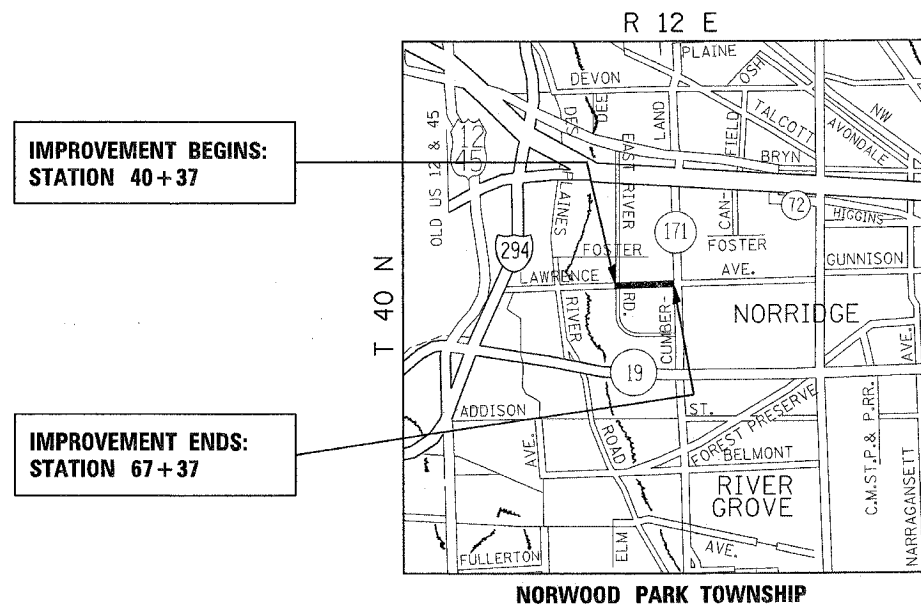 R 12 E
T 40 N
IMPROVEMENT BEGINS:
STATION 40+37
IMPROVEMENT ENDS:
STATION 67+37
PLAINE
DEVON
OSH
NW
AVONDALE
TALCOTT
BRYN
OLD US 12 & 45
12
45
DES
PLAINES
RIVER
ROAD
DEE
EAST RIVER
RD.
LAND
CUMBER-
FIELD
CAN-
72
HIGGINS
171
FOSTER
FOSTER
GUNNISON
294
LAWRENCE
AVE.
NORRIDGE
19
AVE.
ADDISON
ST.
FOREST PRESERVE
BELMONT
AVE.
RIVER
GROVE
C.M.ST.P.& P.RR.
NARRAGANSETT
ELM
AVE.
FULLERTON
NORWOOD PARK TOWNSHIP